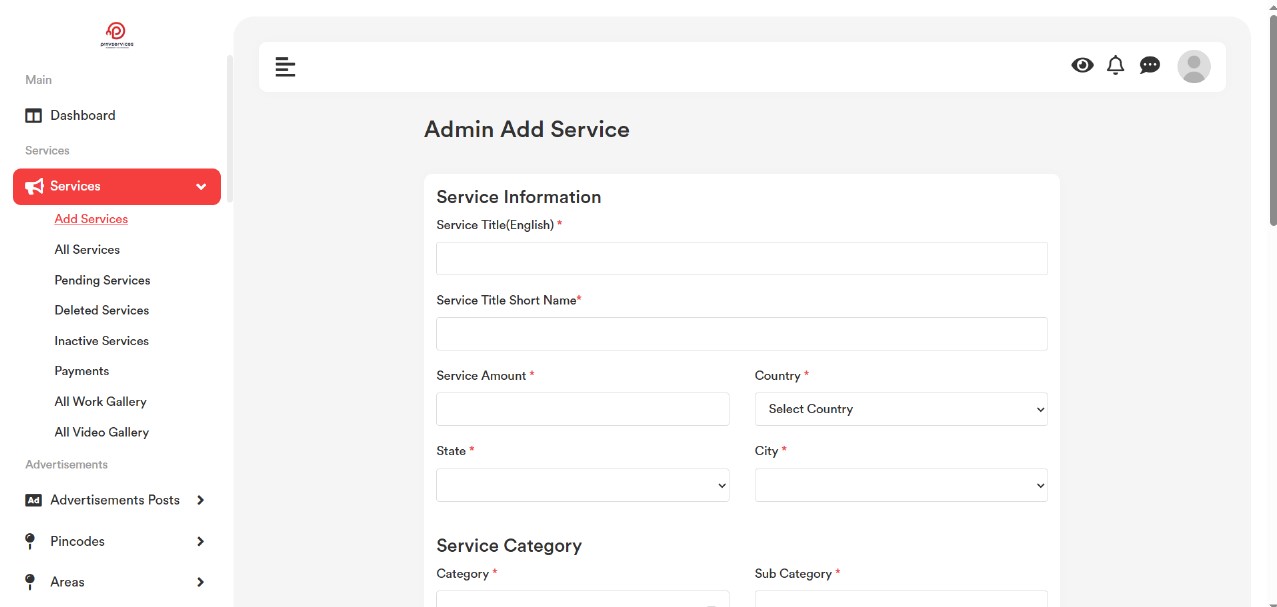 Main
Dashboard
Services
Services
Add Services
All Services
Pending Services
Deleted Services
Inactive Services
Payments
All Work Gallery
All Video Gallery
Advertisements
Ad Advertisements Posts
Pincodes
Areas
Admin Add Service
Service Information
Service Title(English) *
Service Title Short Name*
Service Amount *
Country *
Select Country
State *
City *
Service Category
Category *
Sub Category *